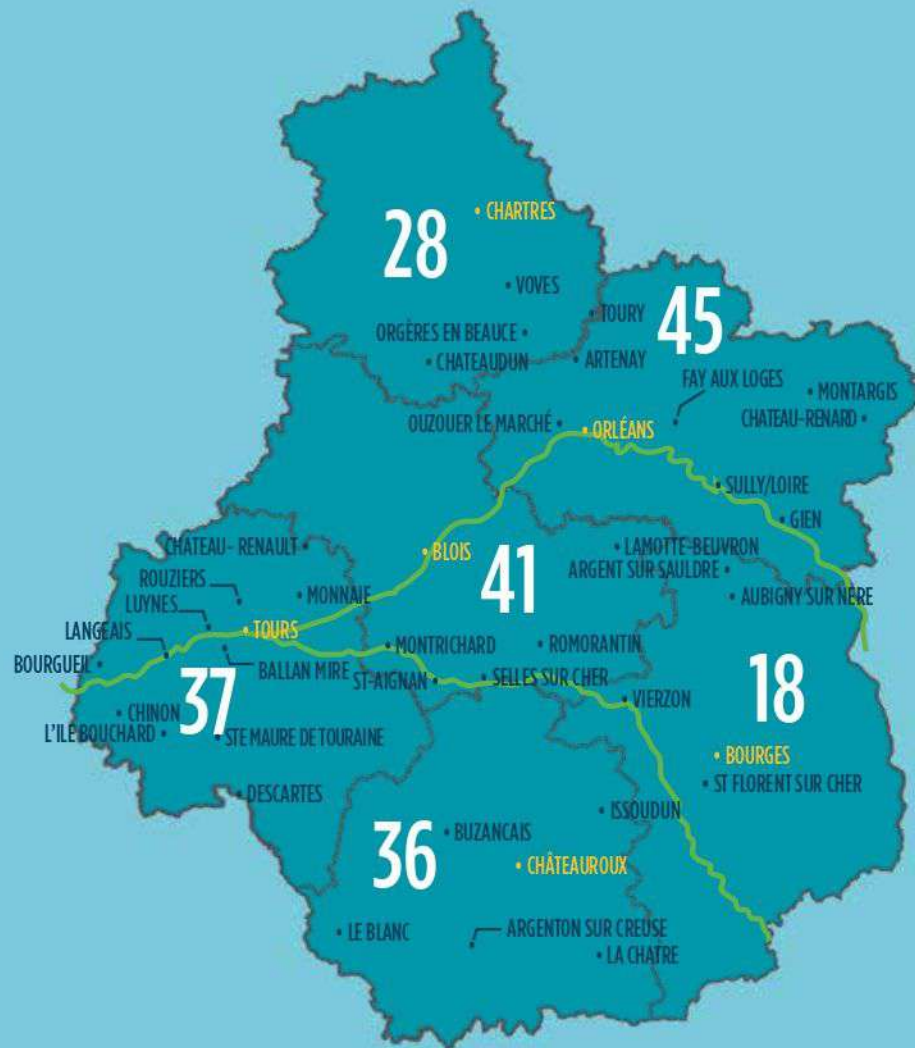 CHARTRES
28
VOVES
TOURY
45
ORGÈRES EN BEAUCE
CHATEAUDUN
ARTENAY
FAY AUX LOGES
MONTARGIS
CHATEAU-RENARD
OUZOUER LE MARCHÉ
ORLÉANS
SULLY/LOIRE
GIEN
CHÂTEAU- RENAULT
BLOIS
41
LAMOTTE-BEUVRON
ARGENT SUR SAULDRE
ROUZIERS
MONNAIE
AUBIGNY SUR NÈRE
LUYNES
TOURS
LANGEAIS
MONTRICHARD
ROMORANTIN
BOURGUEIL
BALLAN MIRE
ST-AIGNAN
SELLES SUR CHER
37
18
VIERZON
CHINON
L'ILE BOUCHARD
STE MAURE DE TOURAINE
BOURGES
ST FLORENT SUR CHER
DESCARTES
ISSOUDUN
BUZANCAIS
36
CHÂTEAUROUX
LE BLANC
ARGENTON SUR CREUSE
LA CHATRE